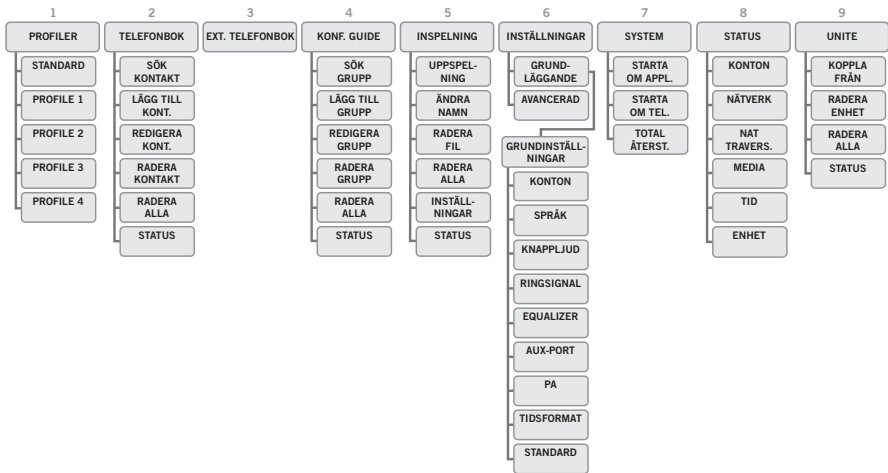 1
2
3
4
5
6
7
8
9
PROFILER
TELEFONBOK
EXT. TELEFONBOK
KONF. GUIDE
INSPELNING
INSTÄLLNINGAR
SYSTEM
STATUS
UNITE
STANDARD
PROFILE 1
PROFILE 2
PROFILE 3
PROFILE 4
SÖK
KONTAKT
LÄGG TILL
KONT.
REDIGERA
KONT.
RADERA
KONTAKT
RADERA
ALLA
STATUS
SÖK
GRUPP
LÄGG TILL
GRUPP
REDIGERA
GRUPP
RADERA
GRUPP
RADERA
ALLA
STATUS
UPPSPEL-
NING
ÄNDRA
NAMN
RADERA
FIL
RADERA
ALLA
INSTÄLL-
NINGAR
STATUS
GRUND-
LÄGGANDE
AVANCERAD
GRUNDINSTÄLL-
NINGAR
KONTON
SPRÅK
KNAPPLJUD
RINGSIGNAL
EQUALIZER
AUX-PORT
PA
TIDSFORMAT
STANDARD
STARTA
OM APPL.
STARTA
OM TEL.
TOTAL
ÅTERST.
KONTON
NÄTVERK
NAT
TRAVERS.
MEDIA
TID
ENHET
KOPPLA
FRÅN
RADERA
ENHET
RADERA
ALLA
STATUS